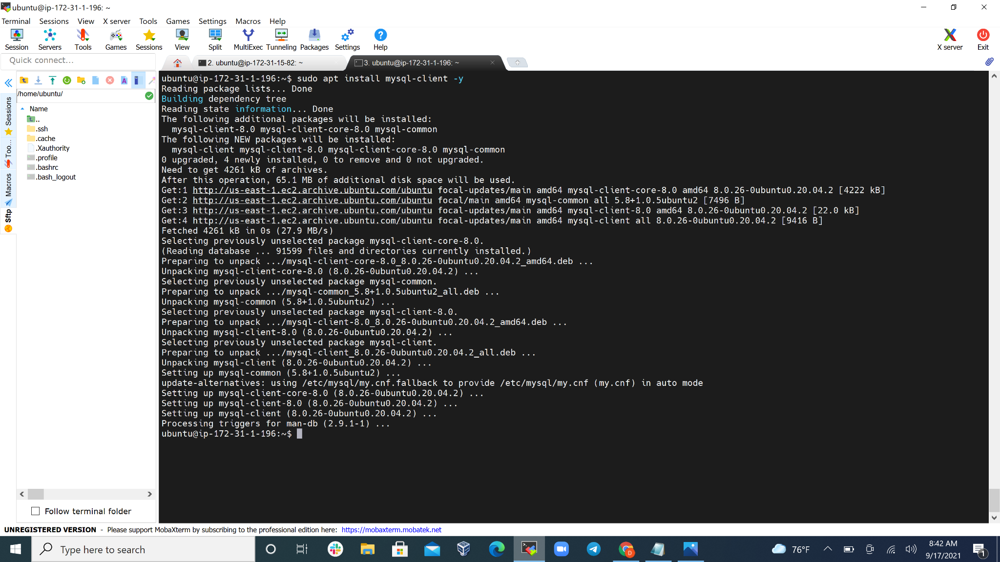 ubuntu@ip-172-31-1-196: ~
Terminal Sessions View X server Tools Games Settings Macros Help
Session Servers Tools Games Sessions View Split MultiExec Tunneling Packages Settings Help X server Exit
Quick connect...
2. ubuntu@ip-172-31-15-82: ~
3. ubuntu@ip-172-31-1-196: ~
/home/ubuntu/
Name
..
.ssh
.cache
.Xauthority
.profile
.bashrc
.bash_logout
Sessions
Too...
Macros
Sftp
Follow terminal folder
ubuntu@ip-172-31-1-196:~$ sudo apt install mysql-client -y
Reading package lists... Done
Building dependency tree
Reading state information... Done
The following additional packages will be installed:
  mysql-client-8.0 mysql-client-core-8.0 mysql-common
The following NEW packages will be installed:
  mysql-client mysql-client-8.0 mysql-client-core-8.0 mysql-common
0 upgraded, 4 newly installed, 0 to remove and 0 not upgraded.
Need to get 4261 kB of archives.
After this operation, 65.1 MB of additional disk space will be used.
Get:1 http://us-east-1.ec2.archive.ubuntu.com/ubuntu focal-updates/main amd64 mysql-client-core-8.0 amd64 8.0.26-0ubuntu0.20.04.2 [4222 kB]
Get:2 http://us-east-1.ec2.archive.ubuntu.com/ubuntu focal/main amd64 mysql-common all 5.8+1.0.5ubuntu2 [7496 B]
Get:3 http://us-east-1.ec2.archive.ubuntu.com/ubuntu focal-updates/main amd64 mysql-client-8.0 amd64 8.0.26-0ubuntu0.20.04.2 [22.0 kB]
Get:4 http://us-east-1.ec2.archive.ubuntu.com/ubuntu focal-updates/main amd64 mysql-client all 8.0.26-0ubuntu0.20.04.2 [9416 B]
Fetched 4261 kB in 0s (27.9 MB/s)
Selecting previously unselected package mysql-client-core-8.0.
(Reading database ... 91599 files and directories currently installed.)
Preparing to unpack .../mysql-client-core-8.0_8.0.26-0ubuntu0.20.04.2_amd64.deb ...
Unpacking mysql-client-core-8.0 (8.0.26-0ubuntu0.20.04.2) ...
Selecting previously unselected package mysql-common.
Preparing to unpack .../mysql-common_5.8+1.0.5ubuntu2_all.deb ...
Unpacking mysql-common (5.8+1.0.5ubuntu2) ...
Selecting previously unselected package mysql-client-8.0.
Preparing to unpack .../mysql-client-8.0_8.0.26-0ubuntu0.20.04.2_amd64.deb ...
Unpacking mysql-client-8.0 (8.0.26-0ubuntu0.20.04.2) ...
Selecting previously unselected package mysql-client.
Preparing to unpack .../mysql-client_8.0.26-0ubuntu0.20.04.2_all.deb ...
Unpacking mysql-client (8.0.26-0ubuntu0.20.04.2) ...
Setting up mysql-common (5.8+1.0.5ubuntu2) ...
update-alternatives: using /etc/mysql/my.cnf.fallback to provide /etc/mysql/my.cnf (my.cnf) in auto mode
Setting up mysql-client-core-8.0 (8.0.26-0ubuntu0.20.04.2) ...
Setting up mysql-client-8.0 (8.0.26-0ubuntu0.20.04.2) ...
Setting up mysql-client (8.0.26-0ubuntu0.20.04.2) ...
Processing triggers for man-db (2.9.1-1) ...
ubuntu@ip-172-31-1-196:~$
UNREGISTERED VERSION - Please support MobaXterm by subscribing to the professional edition here: https://mobaxterm.mobatek.net
Type here to search
76°F
8:42 AM
9/17/2021
1